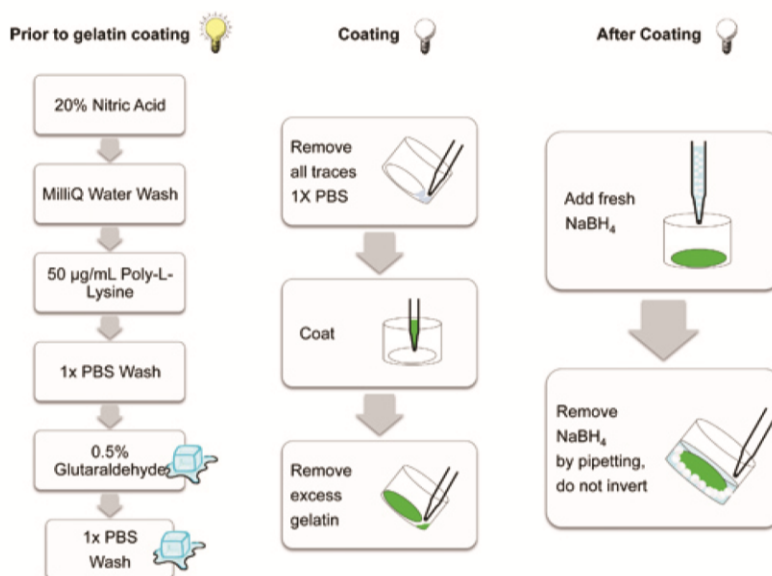 Prior to gelatin coating
20% Nitric Acid
MilliQ Water Wash
50 µg/mL Poly-L-
Lysine
1x PBS Wash
0.5%
Glutaraldehyde
1x PBS
Wash
Coating
Remove
all traces
1X PBS
Coat
Remove
excess
gelatin
After Coating
Add fresh
NaBH₄
Remove
NaBH₄
by pipetting,
do not invert